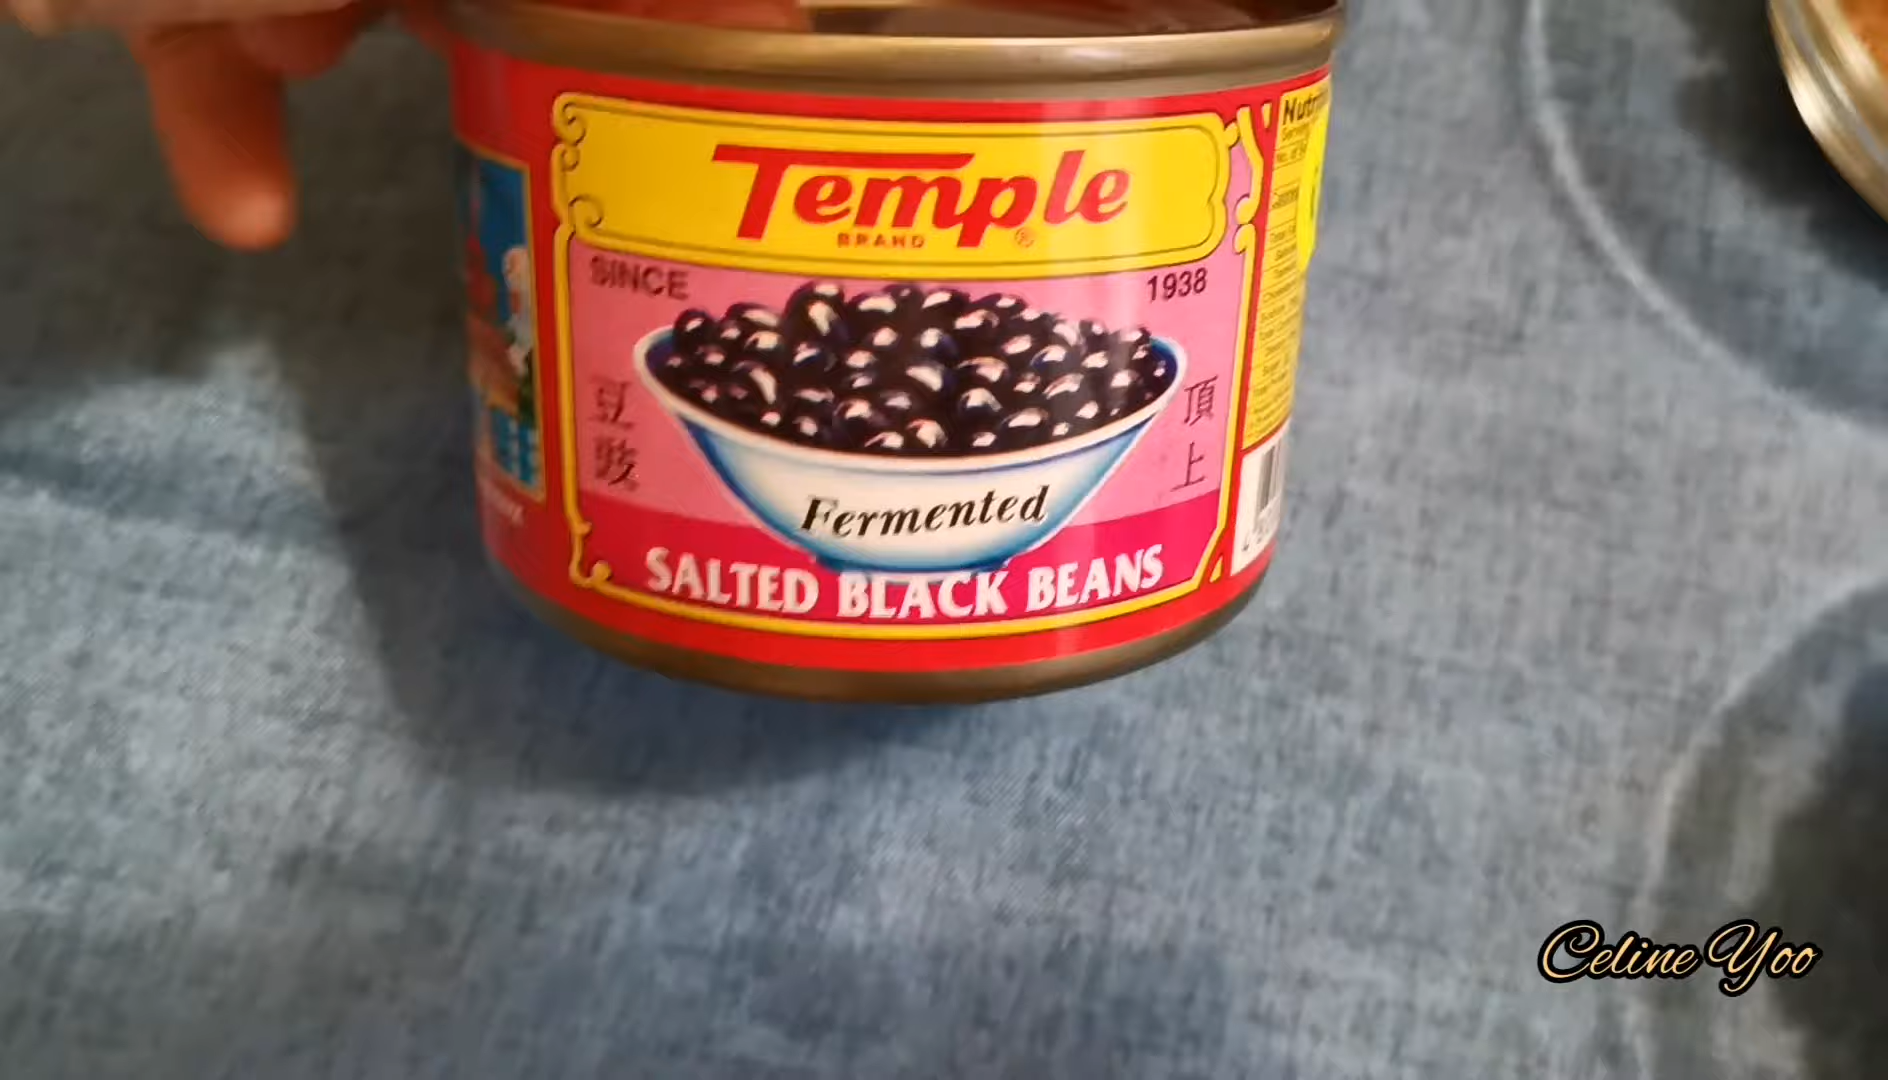 Temple
BRAND ®
SINCE 1938
豆豉
頂上
Fermented
SALTED BLACK BEANS
Celine Yoo